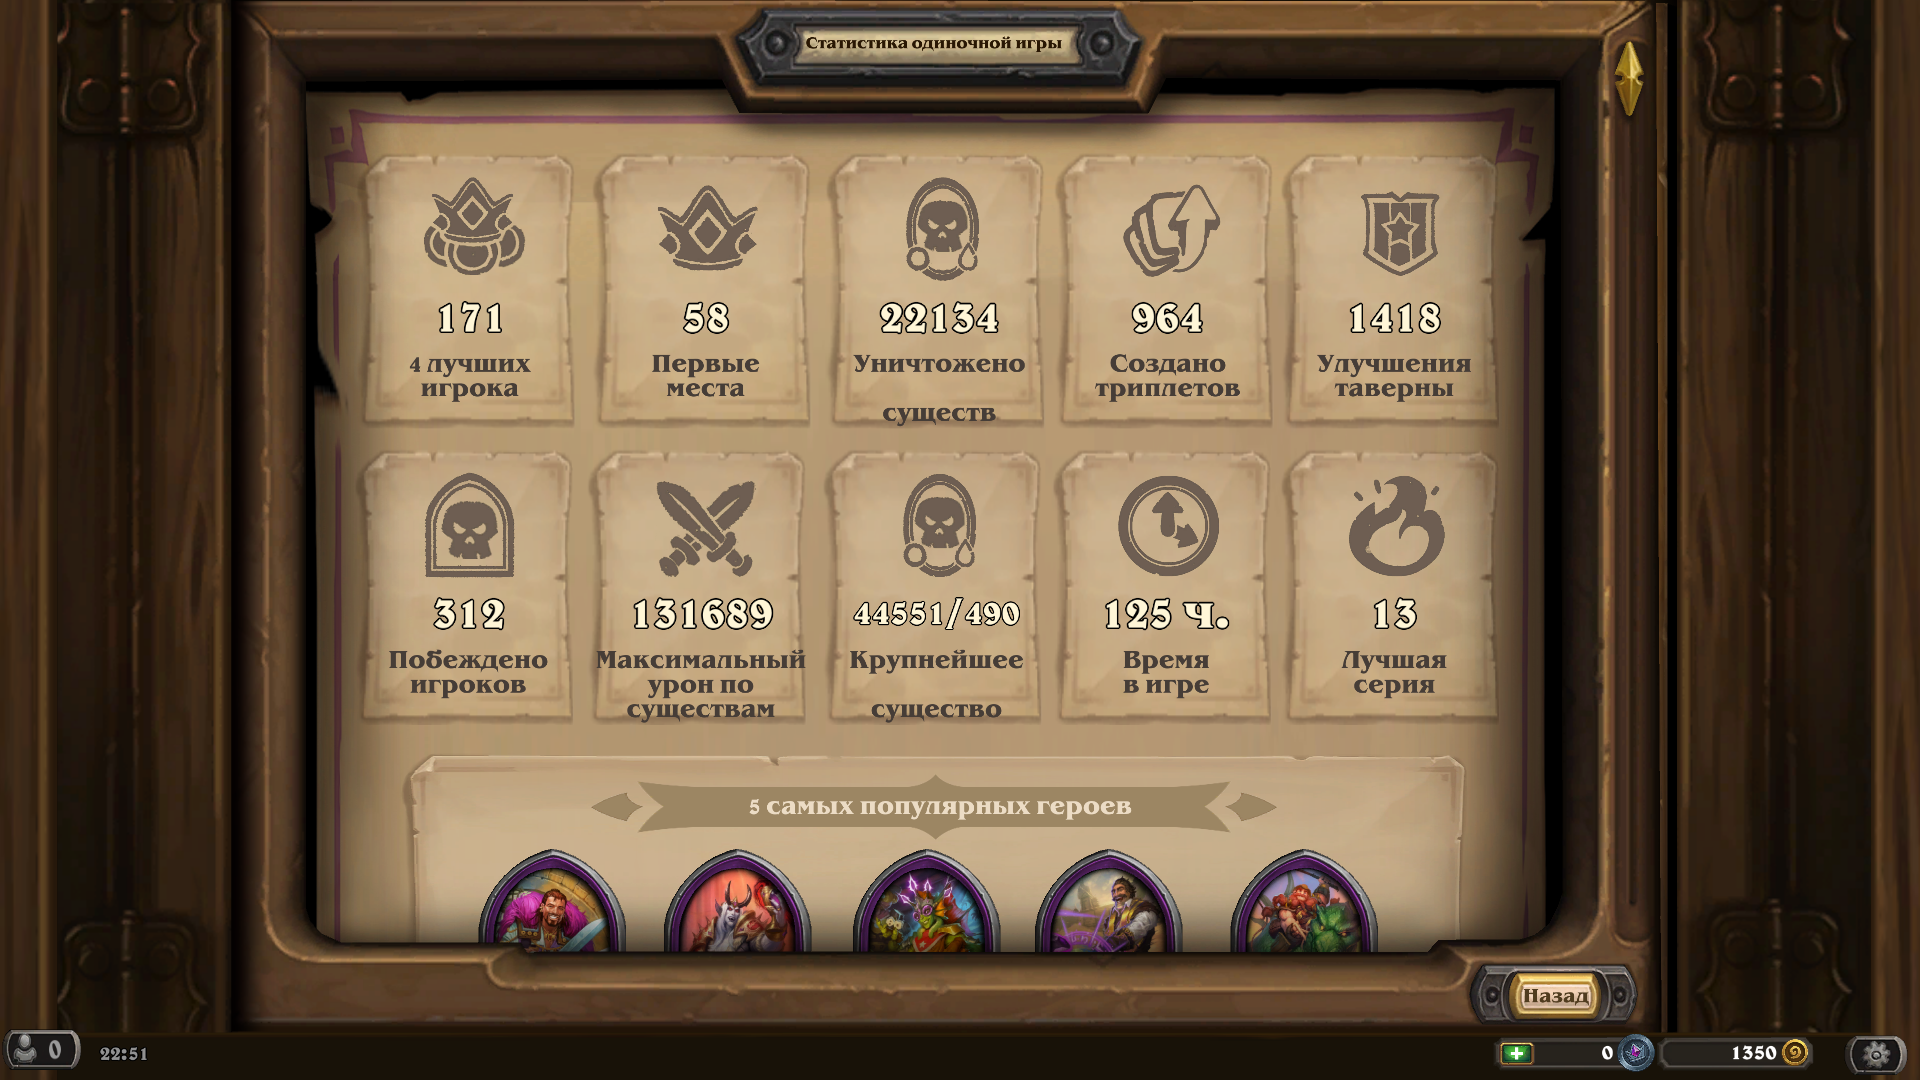 Статистика одиночной игры
171
4 лучших
игрока
58
Первые
места
22134
Уничтожено
существ
964
Создано
триплетов
1418
Улучшения
таверны
312
Побеждено
игроков
131689
Максимальный
урон по
существам
44551/490
Крупнейшее
существо
125 ч.
Время
в игре
13
Лучшая
серия
5 самых популярных героев
Назад
0
22:51
0
1350